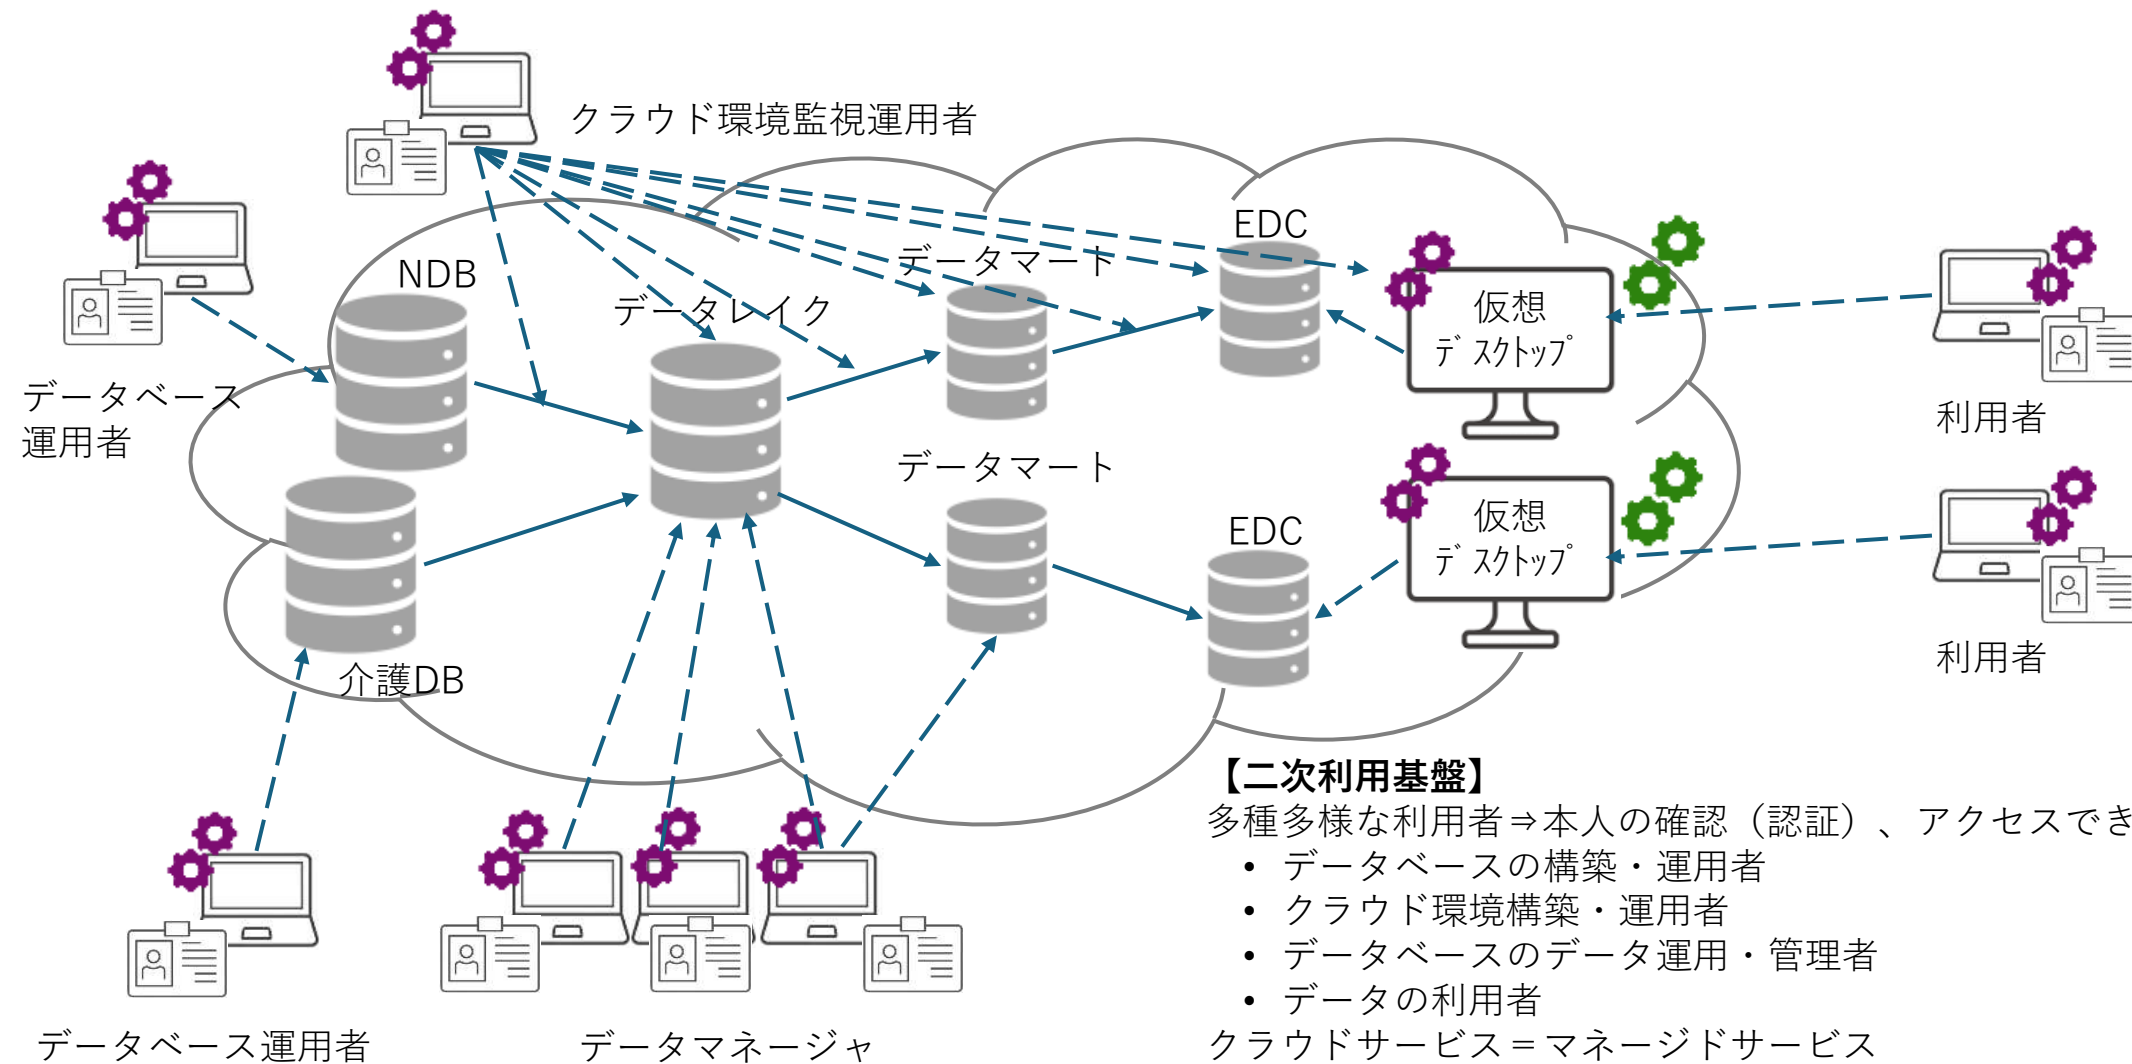 クラウド環境監視運用者
EDC
データマート
NDB
データレイク
仮想
デスクトップ
データベース
運用者
利用者
データマート
EDC
仮想
デスクトップ
利用者
介護DB
【二次利用基盤】
多種多様な利用者⇒本人の確認（認証）、アクセスでき
• データベースの構築・運用者
• クラウド環境構築・運用者
• データベースのデータ運用・管理者
• データの利用者
クラウドサービス＝マネージドサービス
データベース運用者
データマネージャ